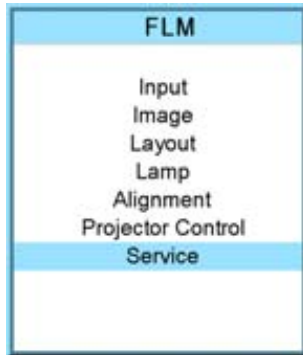 FLM
Input
Image
Layout
Lamp
Alignment
Projector Control
Service